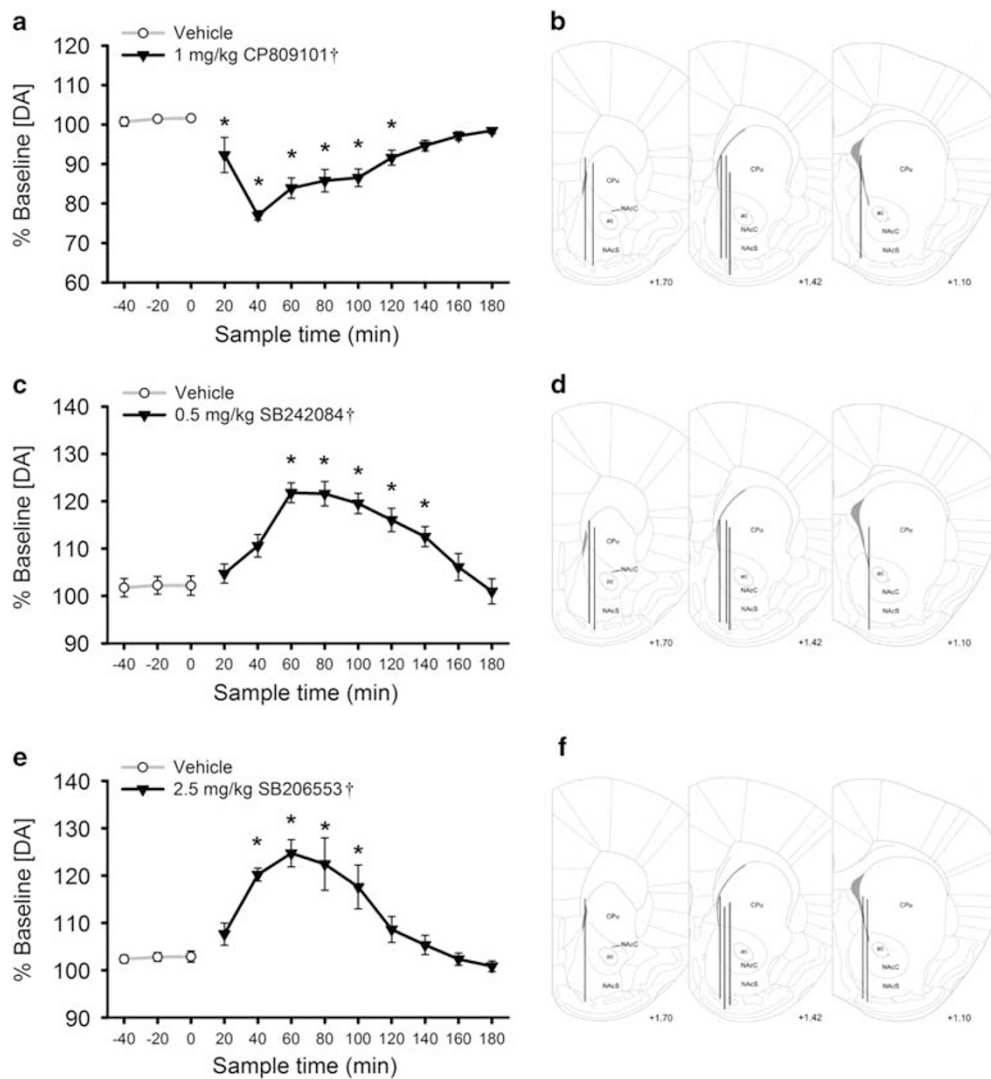 a
Vehicle
1 mg/kg CP809101†
120
110
100
90
80
70
60
% Baseline [DA]
* * * * * * *
-40 -20 0 20 40 60 80 100 120 140 160 180
Sample time (min)
b
CPu
NAcC
ac
NAcS
+1.70
CPu
ac
NAcC
NAcS
+1.42
CPu
ac
NAcC
NAcS
+1.10
c
Vehicle
0.5 mg/kg SB242084†
140
130
120
110
100
90
% Baseline [DA]
* * * * *
-40 -20 0 20 40 60 80 100 120 140 160 180
Sample time (min)
d
CPu
NAcC
ac
NAcS
+1.70
CPu
ac
NAcC
NAcS
+1.42
CPu
ac
NAcC
NAcS
+1.10
e
Vehicle
2.5 mg/kg SB206553†
140
130
120
110
100
90
% Baseline [DA]
* * * *
-40 -20 0 20 40 60 80 100 120 140 160 180
Sample time (min)
f
CPu
NAcC
ac
NAcS
+1.70
CPu
ac
NAcC
NAcS
+1.42
CPu
ac
NAcC
NAcS
+1.10